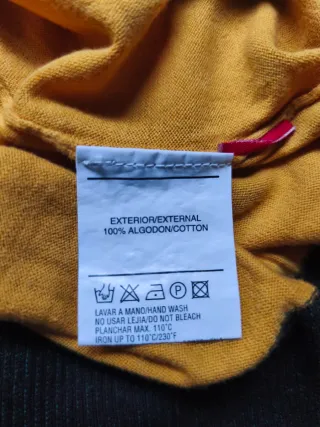 EXTERIOR/EXTERNAL
100% ALGODON/COTTON
P
LAVAR A MANO/HAND WASH
NO USAR LEJIA/DO NOT BLEACH
PLANCHAR MAX. 110°C
IRON UP TO 110°C/230°F